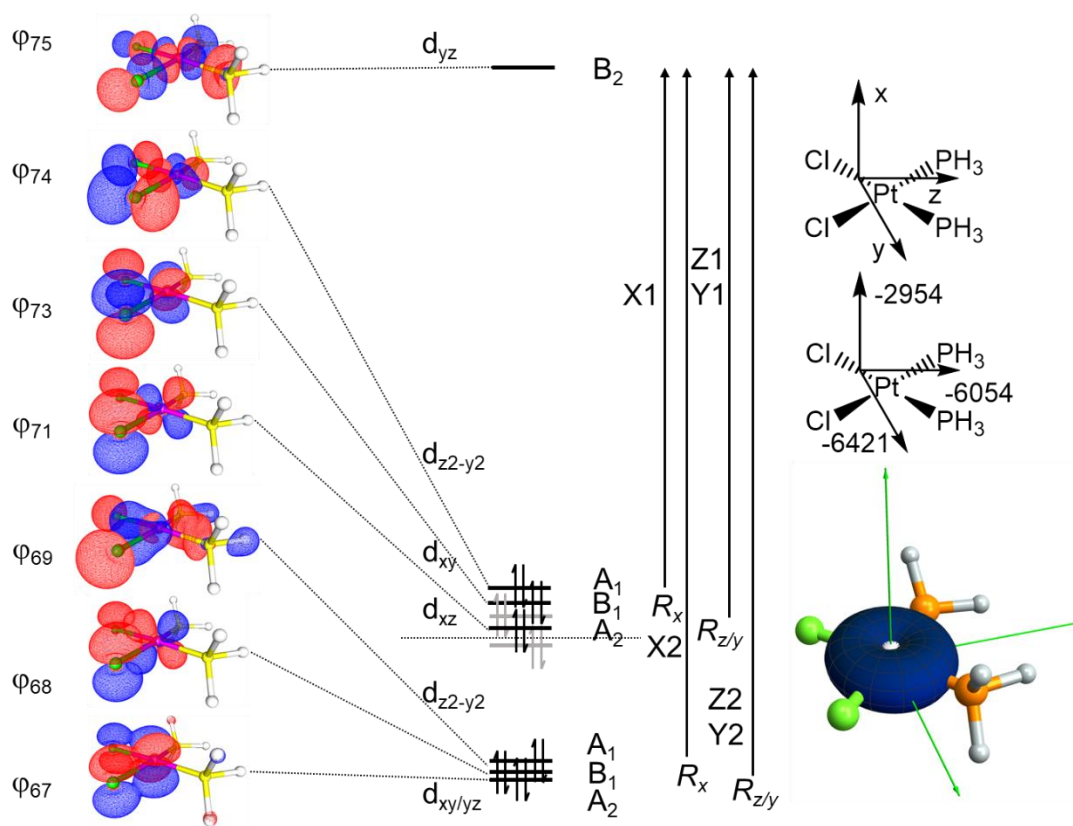 φ75
φ74
φ73
φ71
φ69
φ68
φ67
dyz
dz2-y2
dxy
dxz
dz2-y2
dxy/yz
B2
A1
B1
A2
A1
B1
A2
X1
Z1
Y1
Rx
X2
Rz/y
Z2
Y2
Rx
Rz/y
x
Cl PH3
Pt z
Cl PH3
y
-2954
Cl PH3
Pt -6054
Cl PH3
-6421